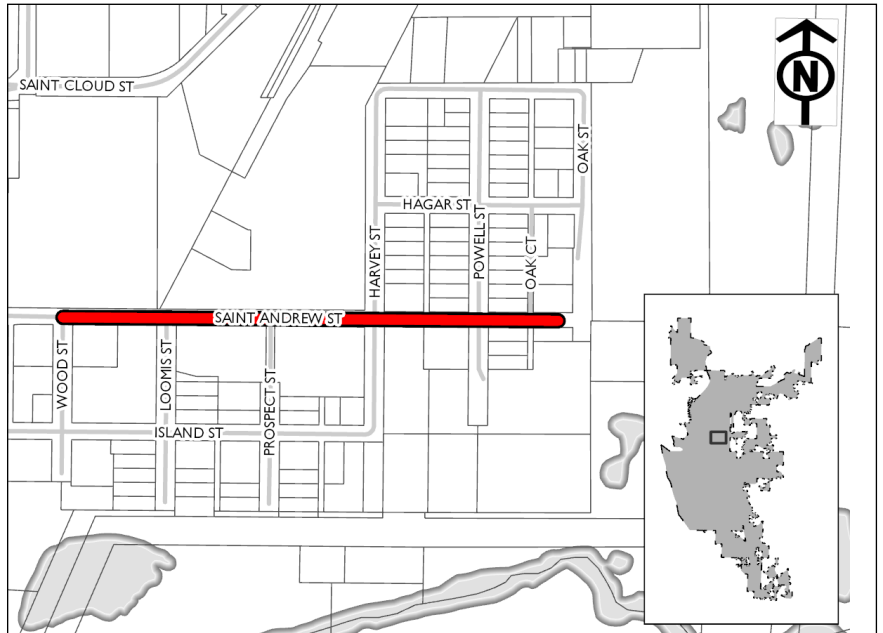 SAINT CLOUD ST
N
OAK ST
HAGAR ST
POWELL ST
HARVEY ST
OAK CT
SAINT ANDREW ST
WOOD ST
LOOMIS ST
PROSPECT ST
ISLAND ST